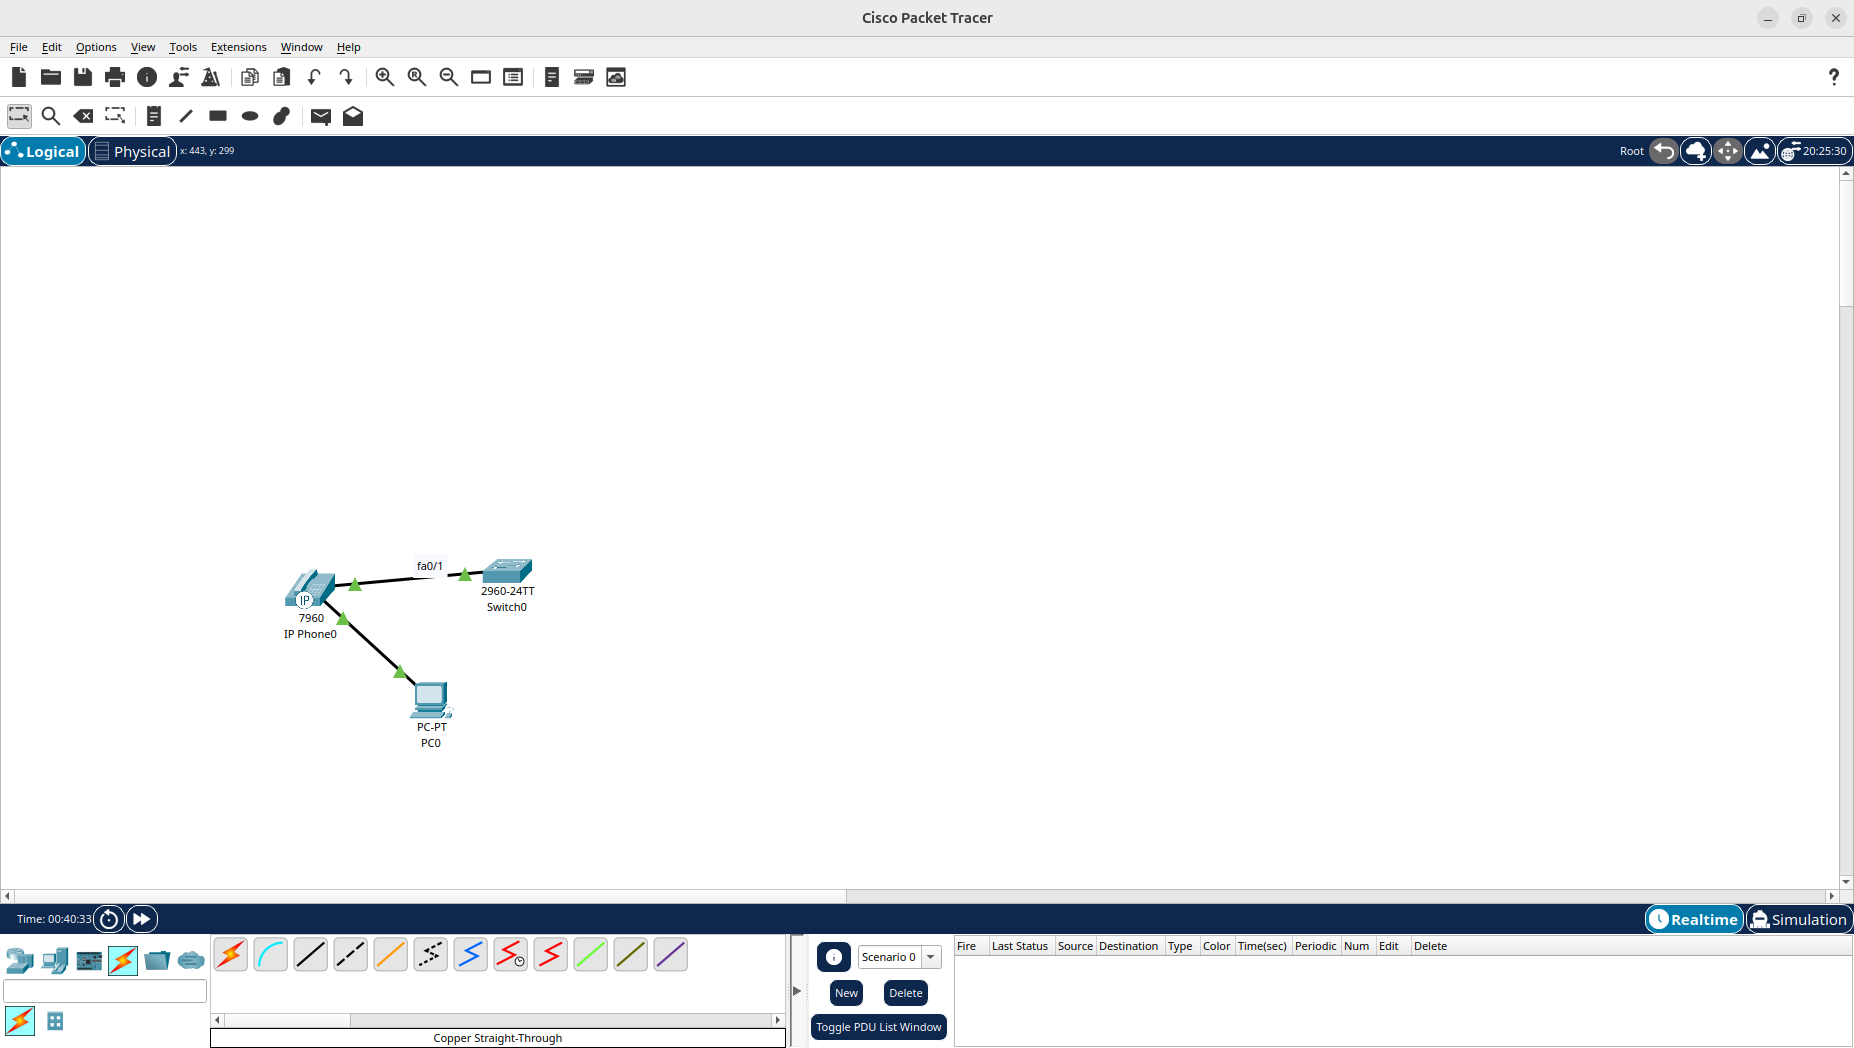 Cisco Packet Tracer
File Edit Options View Tools Extensions Window Help
Logical Physical x: 443, y: 299 Root 20:25:30
fa0/1
2960-24TT
Switch0
IP
7960
IP Phone0
PC-PT
PC0
Time: 00:40:33 Realtime Simulation
Fire Last Status Source Destination Type Color Time(sec) Periodic Num Edit Delete
Scenario 0
New Delete
Toggle PDU List Window
Copper Straight-Through